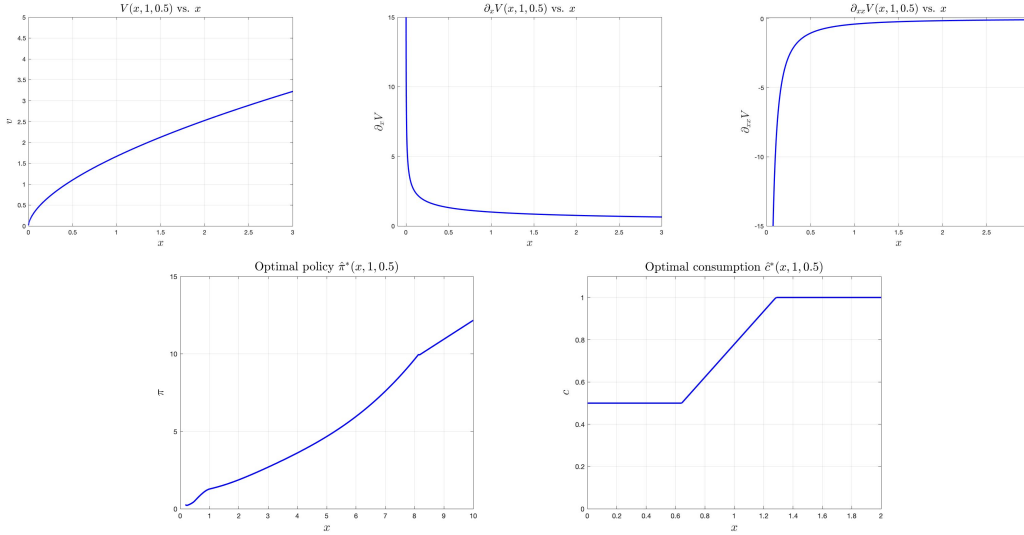 V(x, 1, 0.5) vs. x
5
4.5
4
3.5
3
2.5
2
1.5
1
0.5
0
v
0 0.5 1 1.5 2 2.5 3
x
∂ₓV(x, 1, 0.5) vs. x
15
10
5
0
∂ₓV
0 0.5 1 1.5 2 2.5 3
x
∂ₓₓV(x, 1, 0.5) vs. x
0
-5
-10
-15
∂ₓₓV
0 0.5 1 1.5 2 2.5
x
Optimal policy π̂*(x, 1, 0.5)
15
10
5
0
π
0 1 2 3 4 5 6 7 8 9 10
x
Optimal consumption ĉ*(x, 1, 0.5)
1
0.8
0.6
0.4
0.2
0
c
0 0.2 0.4 0.6 0.8 1 1.2 1.4 1.6 1.8 2
x